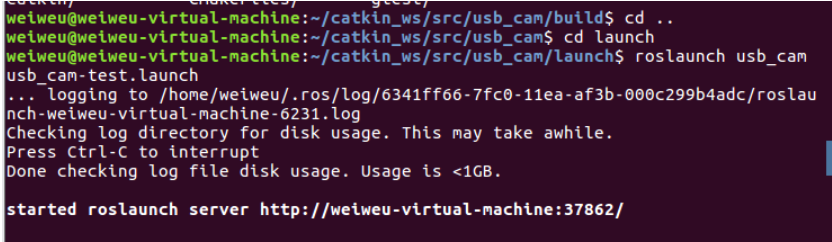 weiweu@weiweu-virtual-machine:~/catkin_ws/src/usb_cam/build$ cd ..
weiweu@weiweu-virtual-machine:~/catkin_ws/src/usb_cam$ cd launch
weiweu@weiweu-virtual-machine:~/catkin_ws/src/usb_cam/launch$ roslaunch usb_cam
usb_cam-test.launch
... logging to /home/weiweu/.ros/log/6341ff66-7fc0-11ea-af3b-000c299b4adc/roslau
nch-weiweu-virtual-machine-6231.log
Checking log directory for disk usage. This may take awhile.
Press Ctrl-C to interrupt
Done checking log file disk usage. Usage is <1GB.
started roslaunch server http://weiweu-virtual-machine:37862/